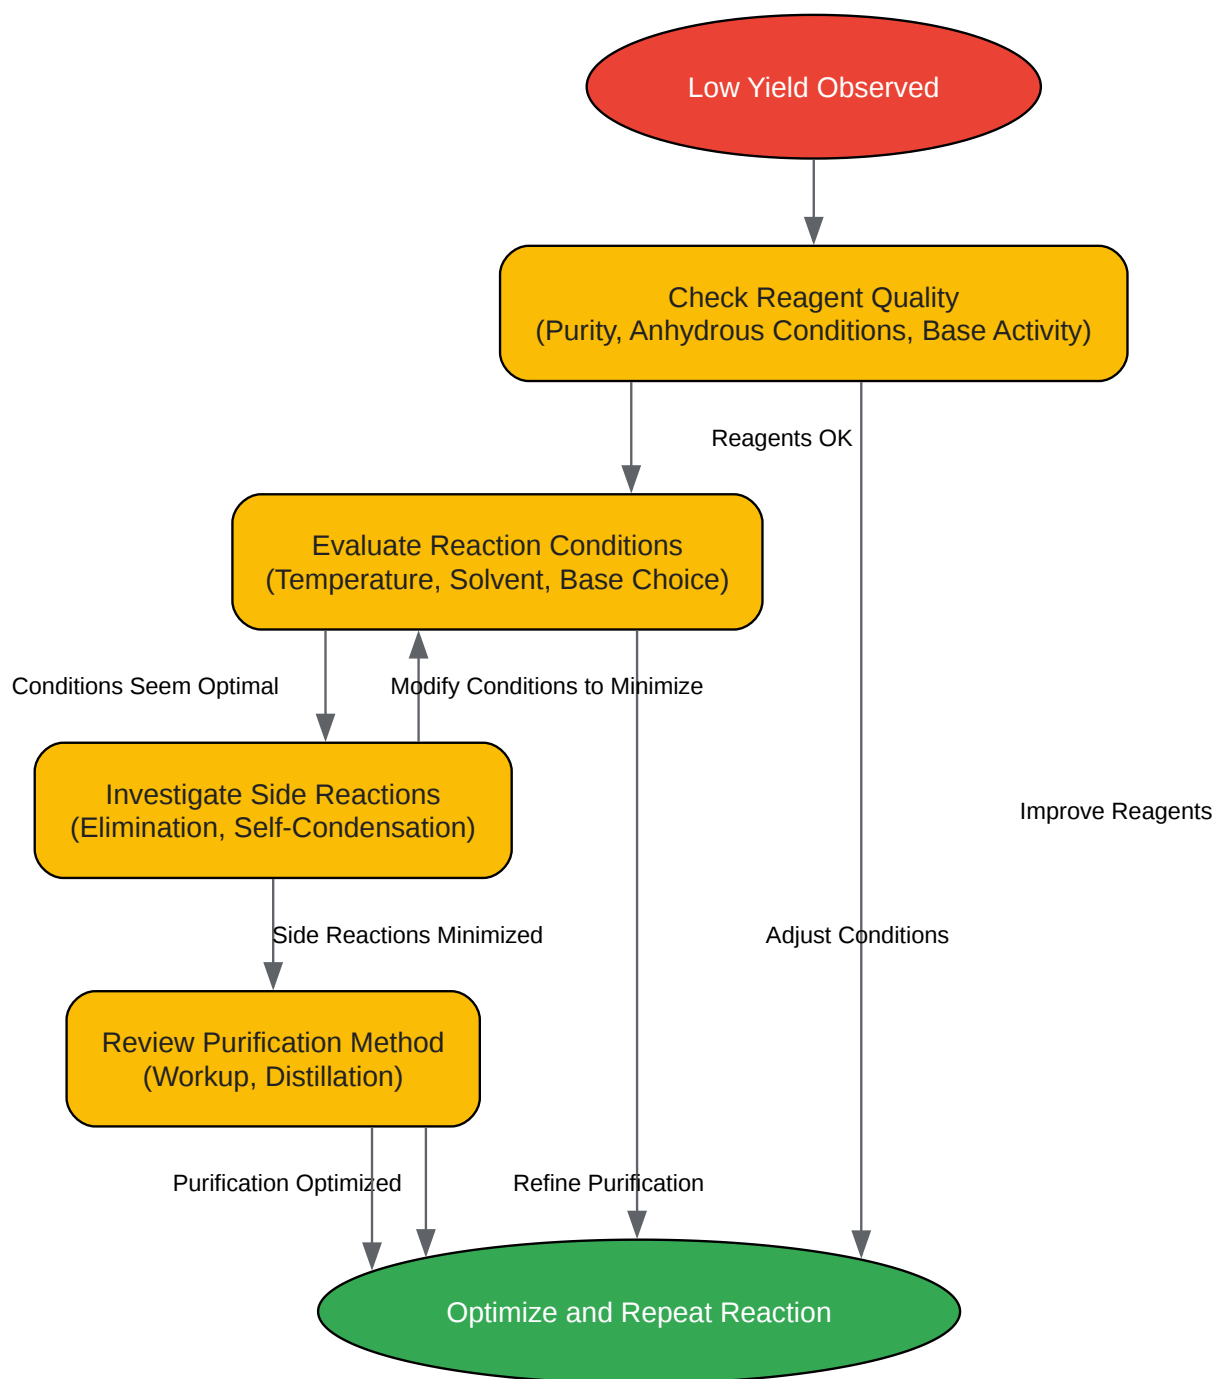 Low Yield Observed
Check Reagent Quality
(Purity, Anhydrous Conditions, Base Activity)
Reagents OK
Evaluate Reaction Conditions
(Temperature, Solvent, Base Choice)
Conditions Seem Optimal
Modify Conditions to Minimize
Investigate Side Reactions
(Elimination, Self-Condensation)
Improve Reagents
Side Reactions Minimized
Adjust Conditions
Review Purification Method
(Workup, Distillation)
Purification Optimized
Refine Purification
Optimize and Repeat Reaction